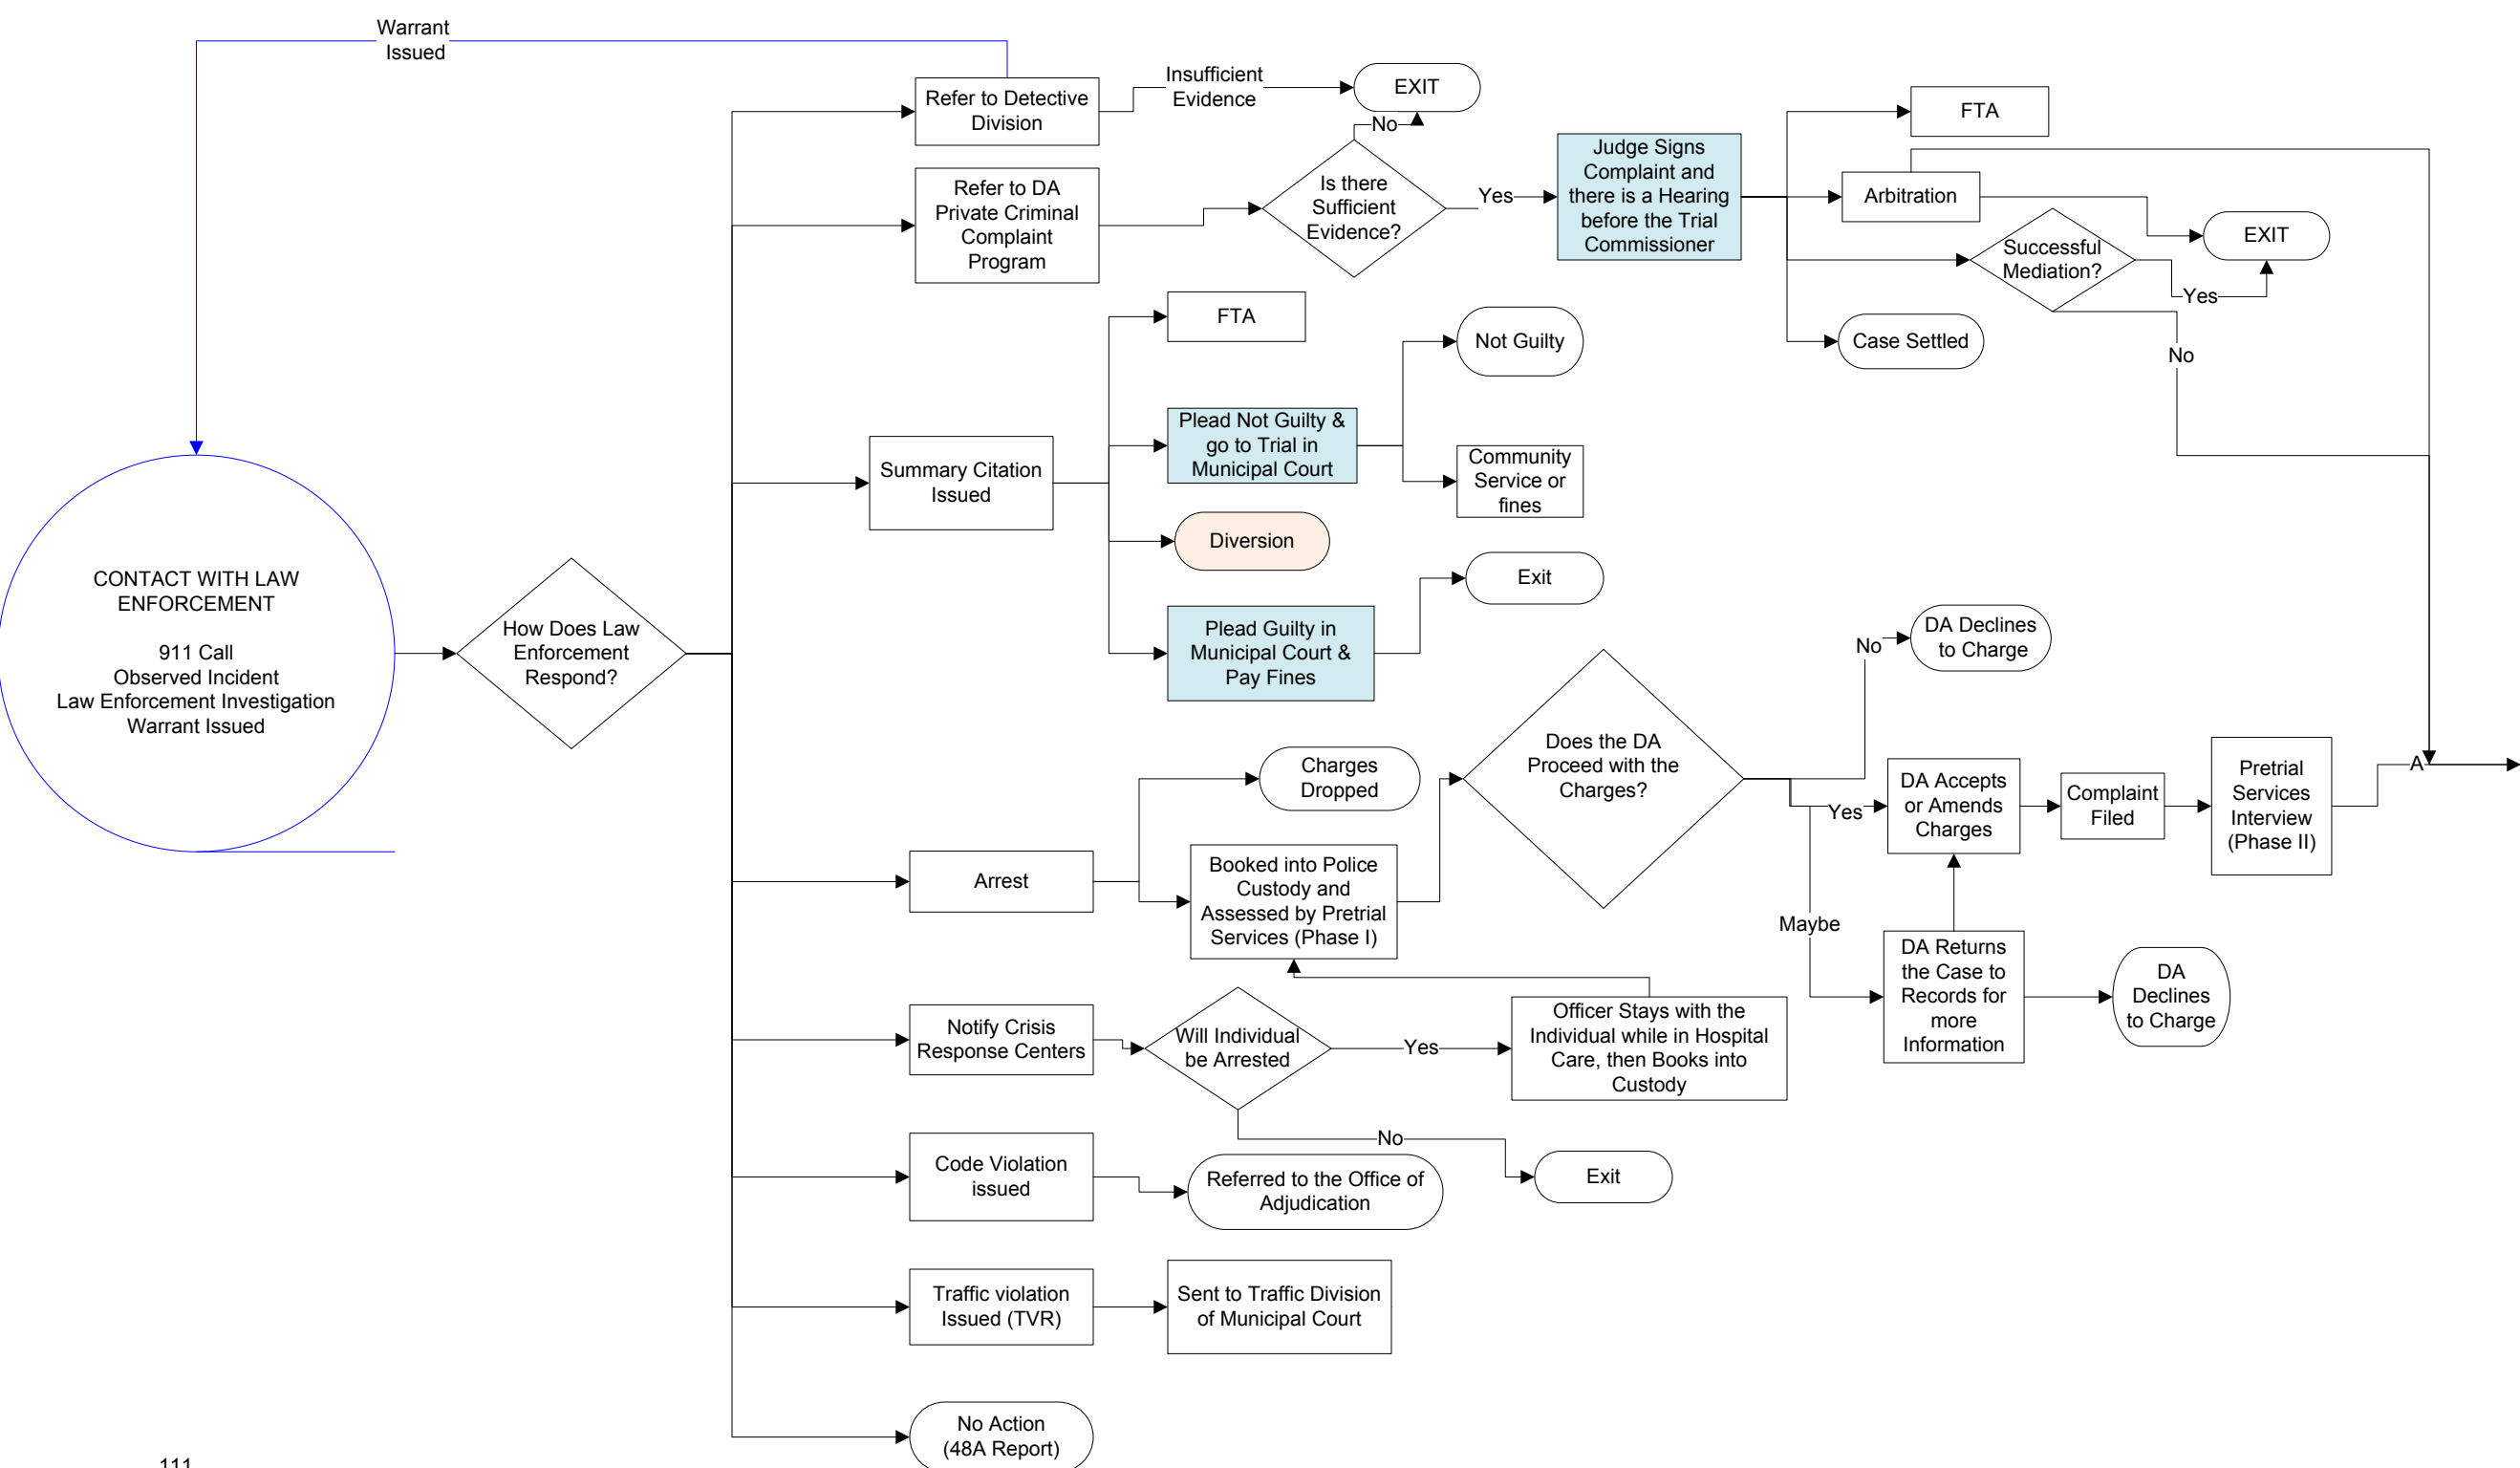 Warrant
Issued
Refer to Detective
Division
Insufficient
Evidence
EXIT
No
Refer to DA
Private Criminal
Complaint
Program
Is there
Sufficient
Evidence?
Yes
Judge Signs
Complaint and
there is a Hearing
before the Trial
Commissioner
FTA
Arbitration
EXIT
Successful
Mediation?
Yes
No
Case Settled
FTA
Not Guilty
Plead Not Guilty &
go to Trial in
Municipal Court
Community
Service or
fines
Summary Citation
Issued
Diversion
Exit
Plead Guilty in
Municipal Court &
Pay Fines
CONTACT WITH LAW
ENFORCEMENT
911 Call
Observed Incident
Law Enforcement Investigation
Warrant Issued
How Does Law
Enforcement
Respond?
No
DA Declines
to Charge
Charges
Dropped
Does the DA
Proceed with the
Charges?
Yes
DA Accepts
or Amends
Charges
Complaint
Filed
Pretrial
Services
Interview
(Phase II)
A
Arrest
Booked into Police
Custody and
Assessed by Pretrial
Services (Phase I)
Maybe
DA Returns
the Case to
Records for
more
Information
DA
Declines
to Charge
Notify Crisis
Response Centers
Will Individual
be Arrested
Yes
Officer Stays with the
Individual while in Hospital
Care, then Books into
Custody
No
Exit
Code Violation
issued
Referred to the Office of
Adjudication
Traffic violation
Issued (TVR)
Sent to Traffic Division
of Municipal Court
No Action
(48A Report)
111